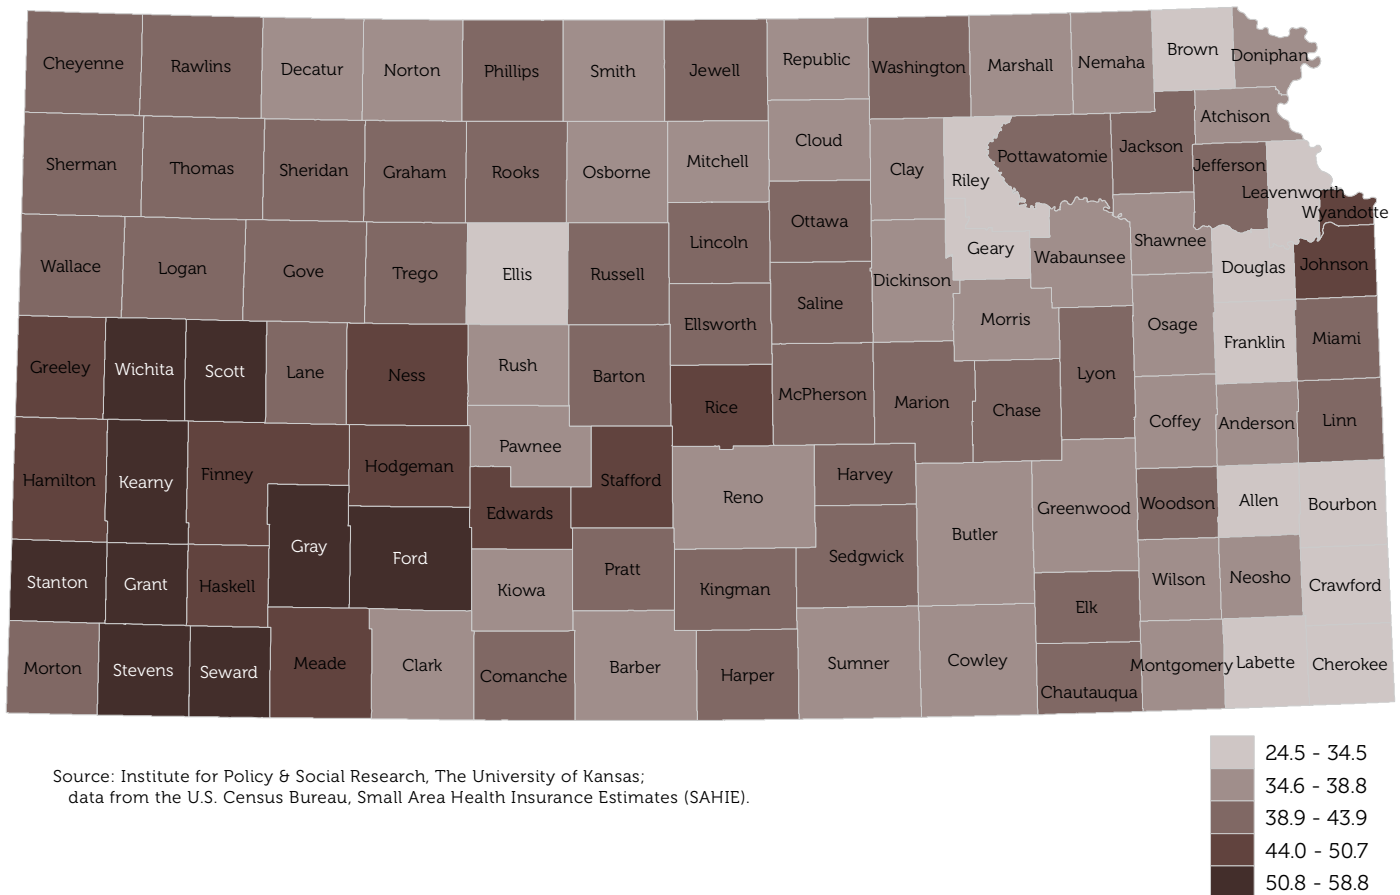 Cheyenne
Rawlins
Decatur
Norton
Phillips
Smith
Jewell
Republic
Washington
Marshall
Nemaha
Brown
Doniphan
Sherman
Thomas
Sheridan
Graham
Rooks
Osborne
Mitchell
Cloud
Clay
Riley
Pottawatomie
Jackson
Atchison
Jefferson
Leavenworth
Wyandotte
Wallace
Logan
Gove
Trego
Ellis
Russell
Lincoln
Ottawa
Saline
Dickinson
Geary
Wabaunsee
Shawnee
Douglas
Johnson
Greeley
Wichita
Scott
Lane
Ness
Rush
Barton
Ellsworth
Rice
McPherson
Marion
Morris
Chase
Lyon
Osage
Franklin
Miami
Coffey
Anderson
Linn
Hamilton
Kearny
Finney
Hodgeman
Pawnee
Edwards
Stafford
Reno
Harvey
Butler
Greenwood
Woodson
Allen
Bourbon
Stanton
Grant
Haskell
Gray
Ford
Kiowa
Pratt
Kingman
Sedgwick
Elk
Wilson
Neosho
Crawford
Morton
Stevens
Seward
Meade
Clark
Comanche
Barber
Harper
Sumner
Cowley
Chautauqua
Montgomery
Labette
Cherokee
Source: Institute for Policy & Social Research, The University of Kansas;
data from the U.S. Census Bureau, Small Area Health Insurance Estimates (SAHIE).
24.5 - 34.5
34.6 - 38.8
38.9 - 43.9
44.0 - 50.7
50.8 - 58.8